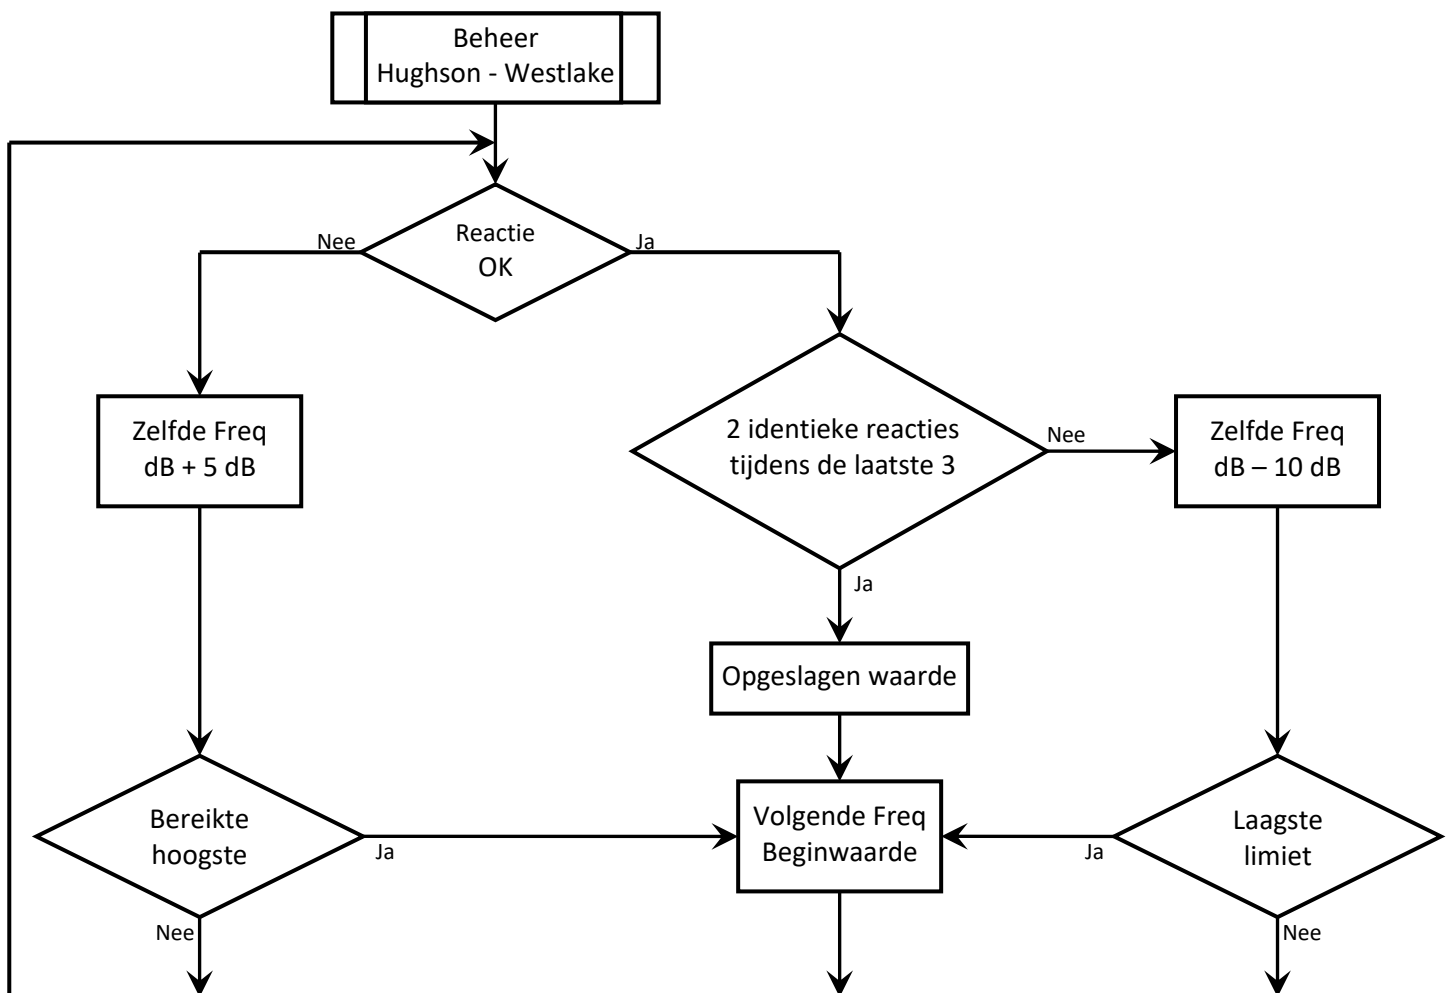 Beheer
Hughson - Westlake
Nee
Reactie
OK
Ja
Zelfde Freq
dB + 5 dB
2 identieke reacties
tijdens de laatste 3
Nee
Zelfde Freq
dB – 10 dB
Ja
Opgeslagen waarde
Bereikte
hoogste
Ja
Volgende Freq
Beginwaarde
Ja
Laagste
limiet
Nee
Nee